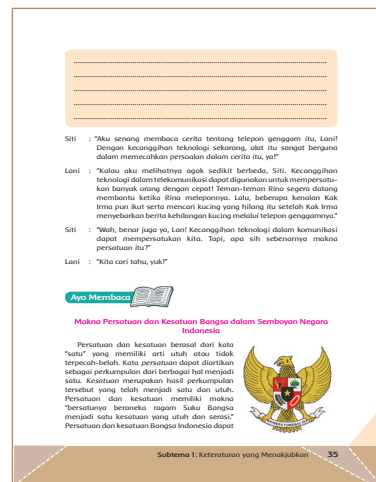 Siti : “Aku senang membaca cerita tentang telepon genggam itu, Lani!
Dengan kecanggihan teknologi sekarang, alat itu sangat berguna
dalam memecahkan persoalan dalam cerita itu, ya!”
Lani : “Kalau aku melihatnya agak sedikit berbeda, Siti. Kecanggihan
teknologi dalam telekomunikasi dapat digunakan untuk mempersatu-
kan banyak orang dengan cepat! Teman-teman Rina segera datang
membantu ketika Rina meleponnya. Lalu, beberapa kenalan Kak
Irma pun ikut serta mencari kucing yang hilang itu setelah Kak Irma
menyebarkan berita kehilangan kucing melalui telepon genggamnya.”
Siti : “Wah, benar juga ya, Lan! Kecanggihan teknologi dalam komunikasi
dapat mempersatukan kita. Tapi, apa sih sebenarnya makna
persatuan itu?”
Lani : “Kita cari tahu, yuk!”
Ayo Membaca
Makna Persatuan dan Kesatuan Bangsa dalam Semboyan Negara
Indonesia
Persatuan dan kesatuan berasal dari kata
“satu” yang memiliki arti utuh atau tidak
terpecah-belah. Kata persatuan dapat diartikan
sebagai perkumpulan dari berbagai hal menjadi
satu. Kesatuan merupakan hasil perkumpulan
tersebut yang telah menjadi satu dan utuh.
Persatuan dan kesatuan memiliki makna
“bersatunya beraneka ragam Suku Bangsa
menjadi satu kesatuan yang utuh dan serasi.”
Persatuan dan kesatuan Bangsa Indonesia dapat
BHINNEKA TUNGGAL IKA
Subtema 1: Keteraturan yang Menakjubkan 35